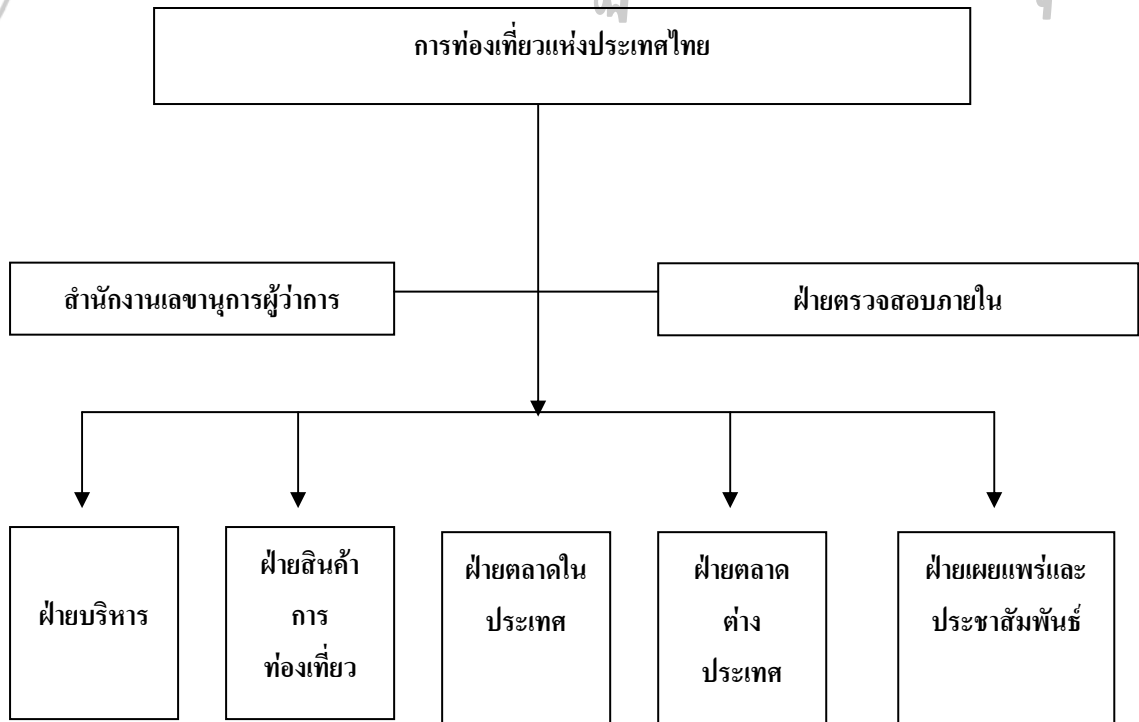 การท่องเที่ยวแห่งประเทศไทย
สำนักงานเลขานุการผู้ว่าการ
ฝ่ายตรวจสอบภายใน
ฝ่ายบริหาร
ฝ่ายสินค้า
การ
ท่องเที่ยว
ฝ่ายตลาดใน
ประเทศ
ฝ่ายตลาด
ต่าง
ประเทศ
ฝ่ายเผยแพร่และ
ประชาสัมพันธ์